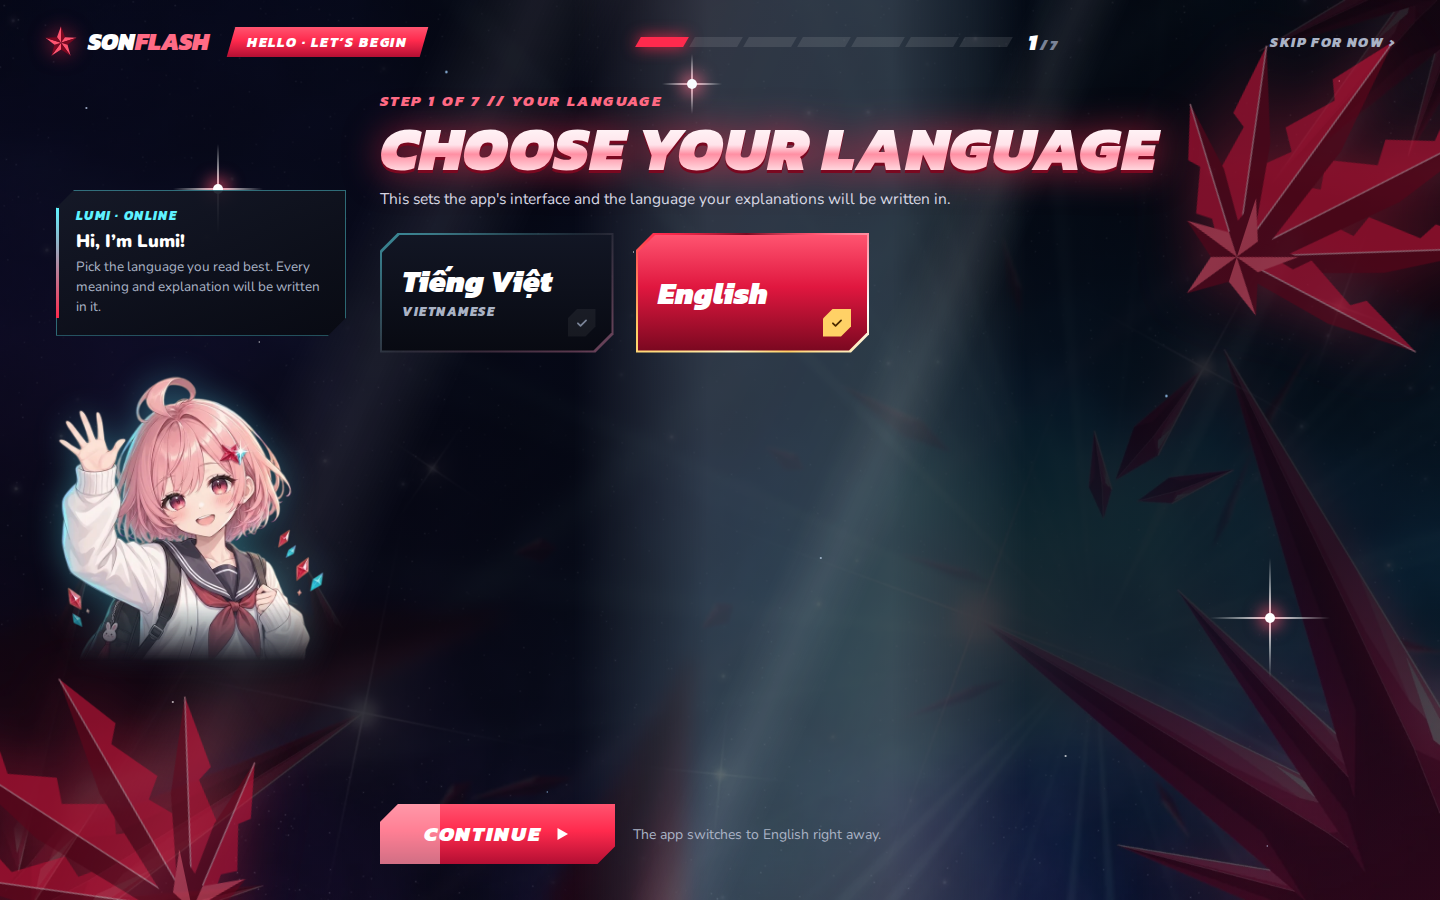 SONFLASH
HELLO · LET'S BEGIN
1 / 7
SKIP FOR NOW >
STEP 1 OF 7 // YOUR LANGUAGE
CHOOSE YOUR LANGUAGE
This sets the app's interface and the language your explanations will be written in.
LUMI · ONLINE
Hi, I'm Lumi!
Pick the language you read best. Every
meaning and explanation will be written
in it.
Tiếng Việt
VIETNAMESE
English
CONTINUE
The app switches to English right away.